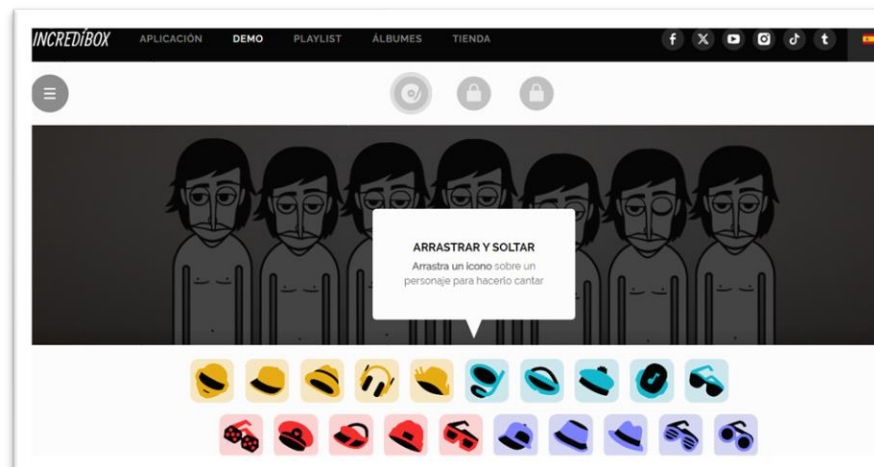 INCREDIBOX APLICACIÓN DEMO PLAYLIST ÁLBUMES TIENDA
ARRASTRAR Y SOLTAR
Arrastra un icono sobre un
personaje para hacerlo cantar